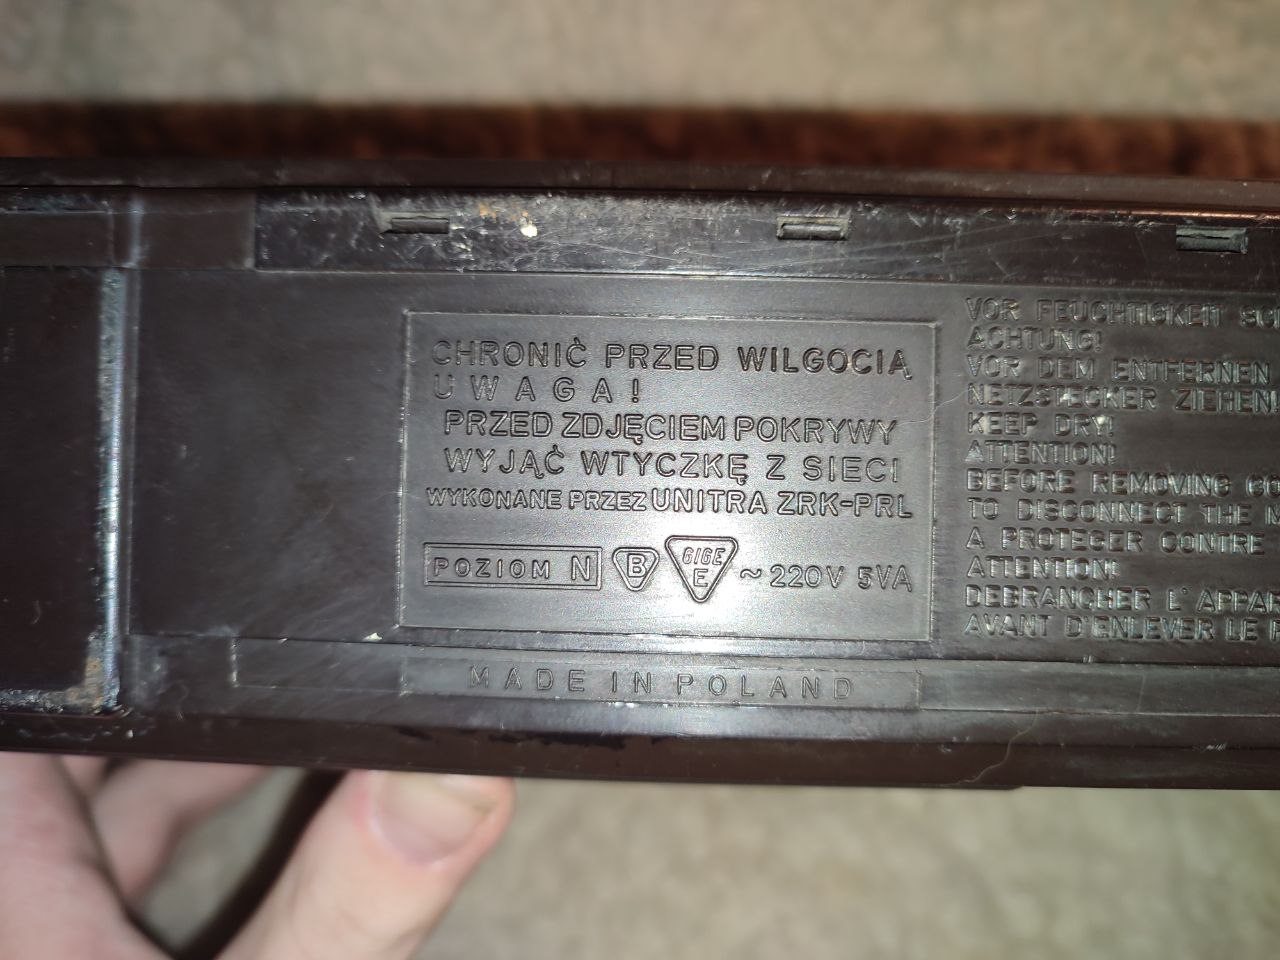 CHRONIĆ PRZED WILGOCIĄ
UWAGA!
PRZED ZDJĘCIEM POKRYWY
WYJĄĆ WTYCZKĘ Z SIECI
WYKONANE PRZEZ UNITRA ZRK-PRL
POZIOM N B GIGE E ~220V 5VA
MADE IN POLAND
VOR FEUCHTIGKEIT
ACHTUNG!
VOR DEM ENTFERNEN
NETZSTECKER ZIEHEN!
KEEP DRY!
ATTENTION!
BEFORE REMOVING
TO DISCONNECT THE
A PROTEGER CONTRE
ATTENTION!
DEBRANCHER L'
AVANT D'ENLEVER LE